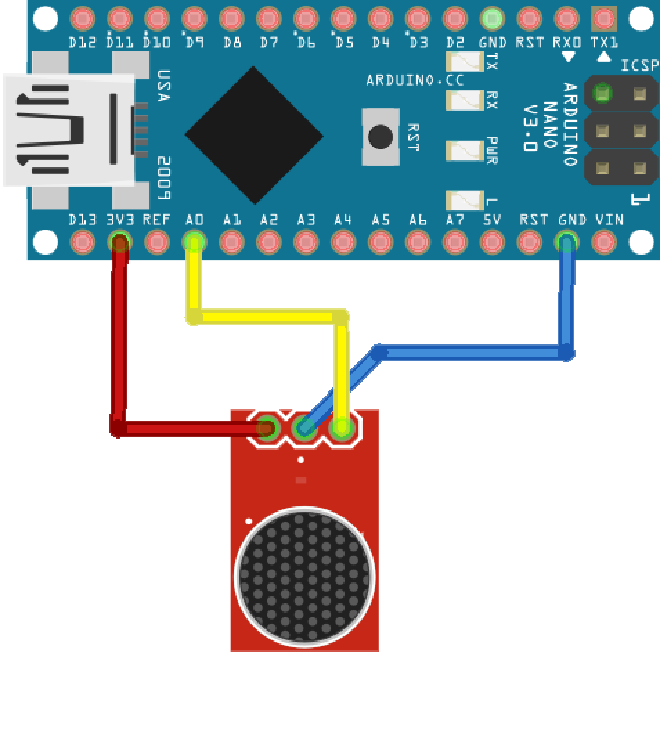 D12 D11 D10 D9 D8 D7 D6 D5 D4 D3 D2 GND RST RX0 TX1
TX
ICSP
USA
ARDUINO.CC
RX
ARDUINO
NANO
V3.0
RST
PWR
2009
L
1
D13 3V3 REF A0 A1 A2 A3 A4 A5 A6 A7 5V RST GND VIN